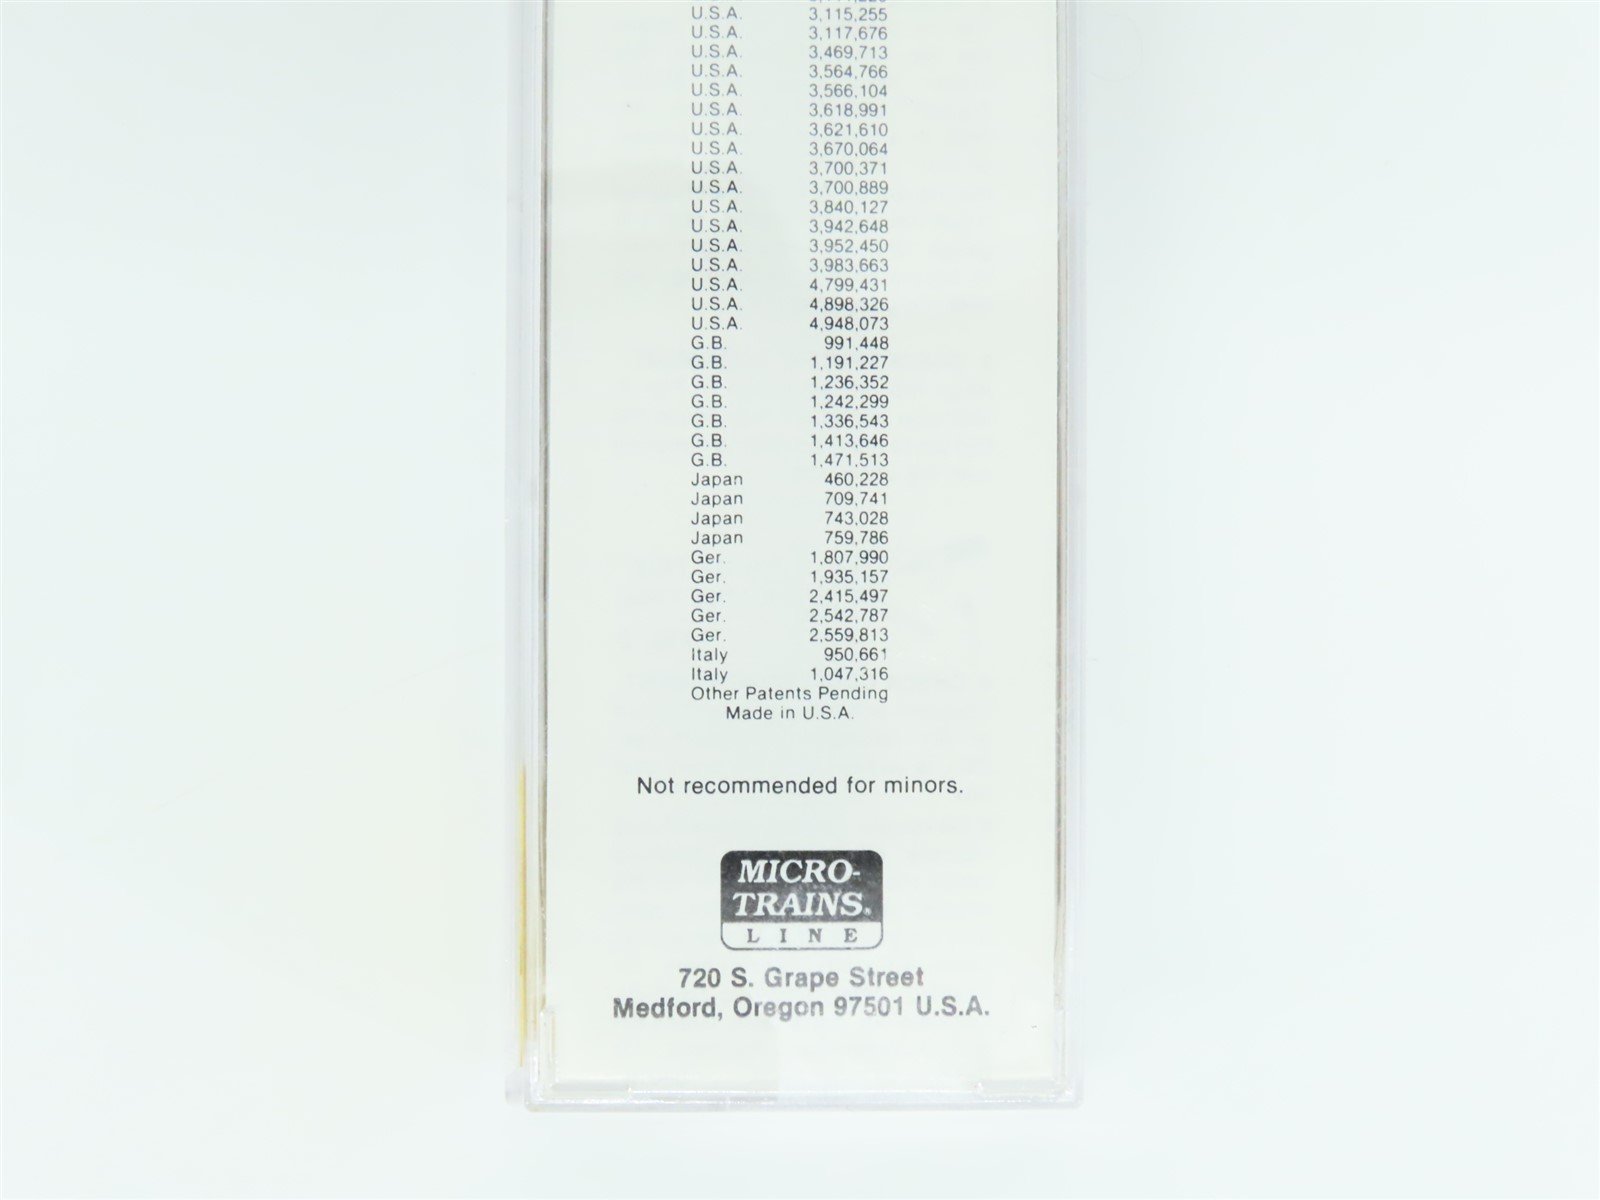 U.S.A. 3,115,255
U.S.A. 3,117,676
U.S.A. 3,469,713
U.S.A. 3,564,766
U.S.A. 3,566,104
U.S.A. 3,618,991
U.S.A. 3,621,610
U.S.A. 3,670,064
U.S.A. 3,700,371
U.S.A. 3,700,889
U.S.A. 3,840,127
U.S.A. 3,942,648
U.S.A. 3,952,450
U.S.A. 3,983,663
U.S.A. 4,799,431
U.S.A. 4,898,326
U.S.A. 4,948,073
G.B. 991,448
G.B. 1,191,227
G.B. 1,236,352
G.B. 1,242,299
G.B. 1,336,543
G.B. 1,413,646
G.B. 1,471,513
Japan 460,228
Japan 709,741
Japan 743,028
Japan 759,786
Ger. 1,807,990
Ger. 1,935,157
Ger. 2,415,497
Ger. 2,542,787
Ger. 2,559,813
Italy 950,661
Italy 1,047,316
Other Patents Pending
Made in U.S.A.
Not recommended for minors.
MICRO-
TRAINS®
LINE
720 S. Grape Street
Medford, Oregon 97501 U.S.A.